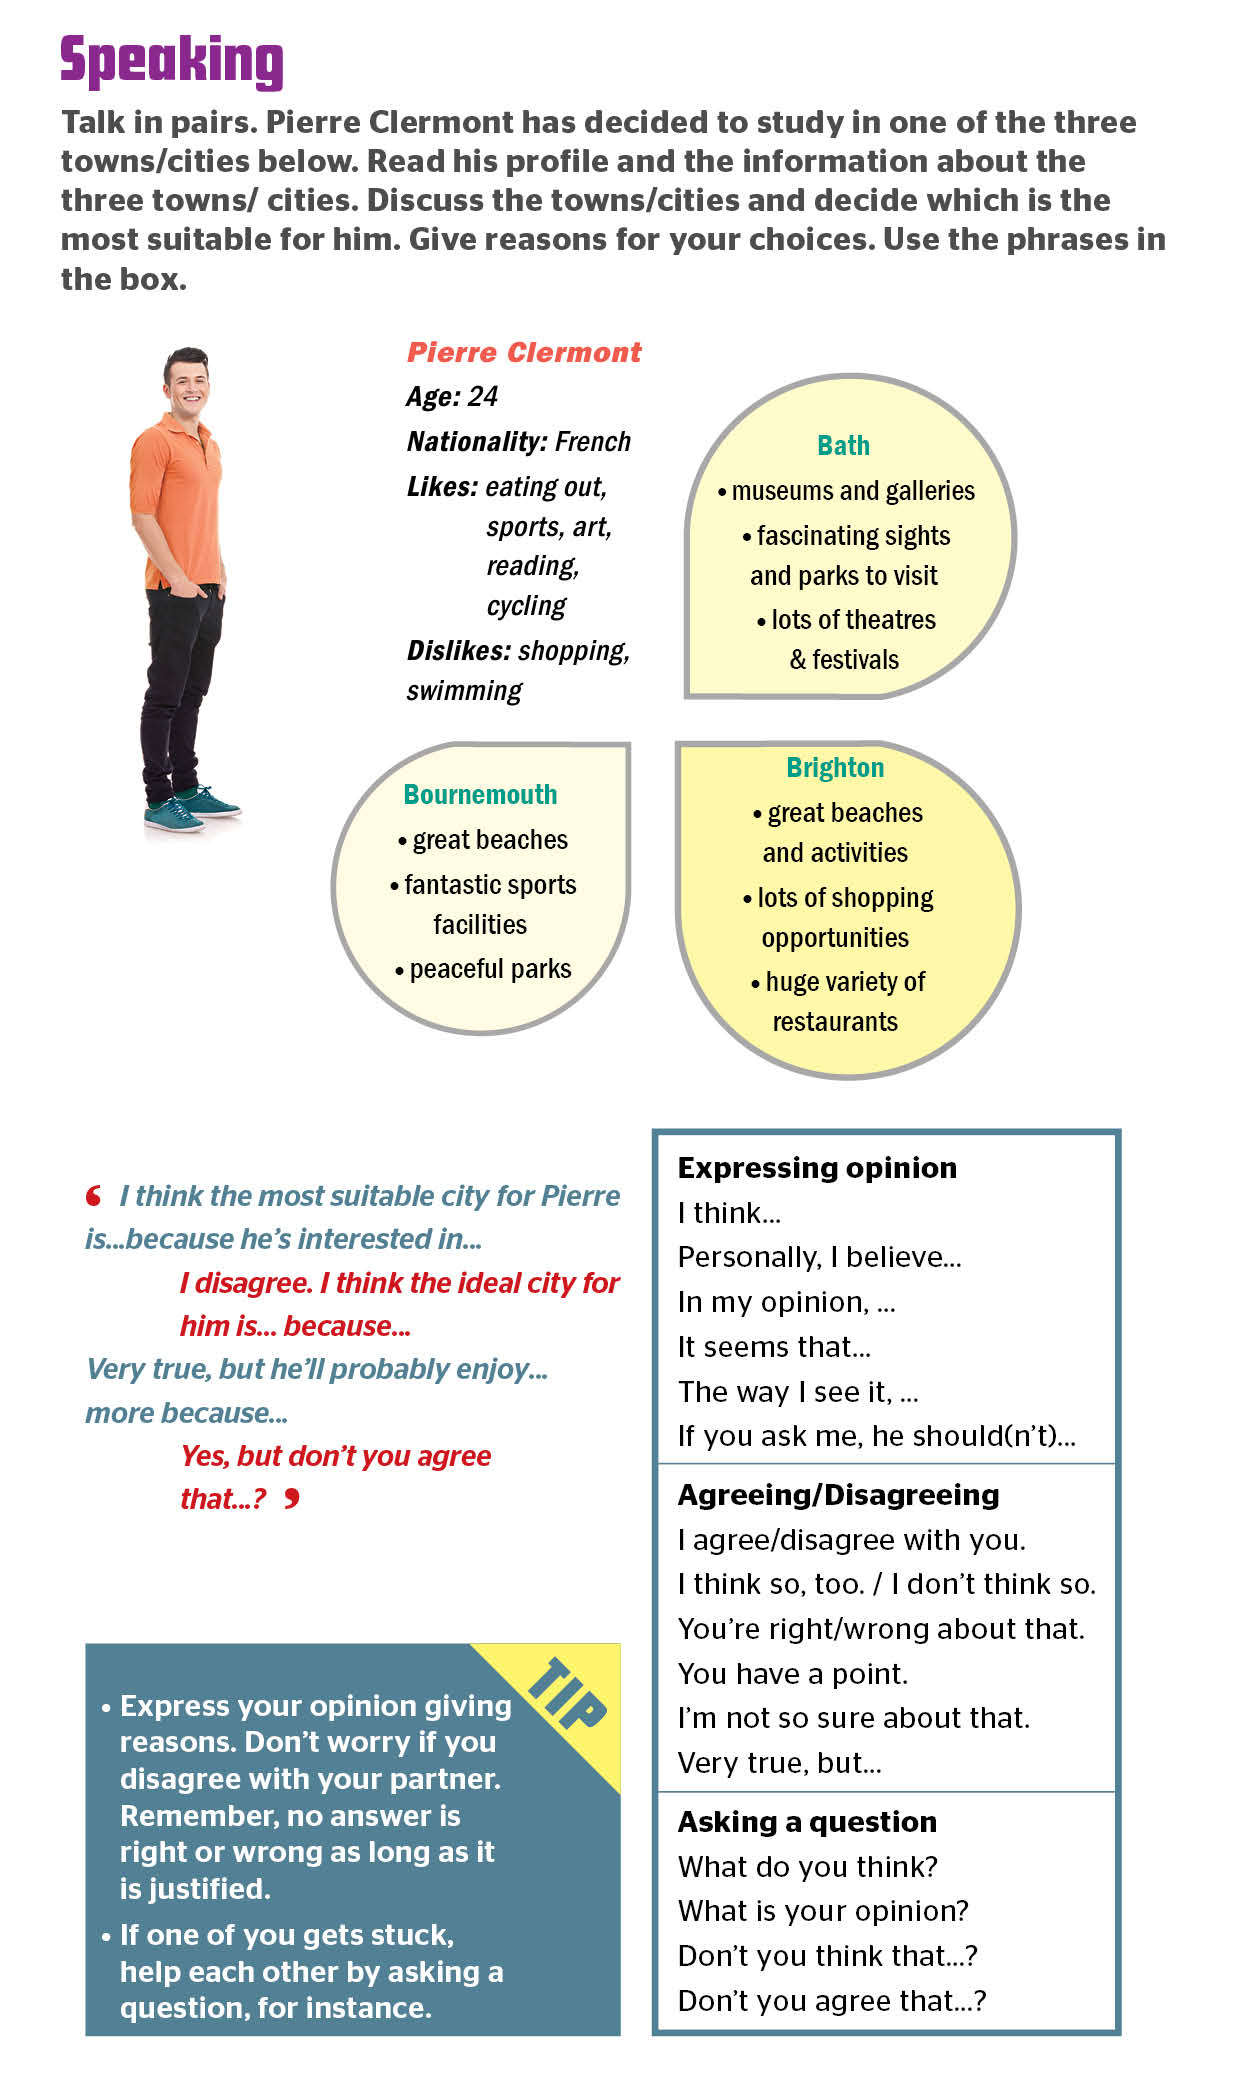 Speaking
Talk in pairs. Pierre Clermont has decided to study in one of the three
towns/cities below. Read his profile and the information about the
three towns/ cities. Discuss the towns/cities and decide which is the
most suitable for him. Give reasons for your choices. Use the phrases in
the box.
Pierre Clermont
Age: 24
Nationality: French
Likes: eating out,
sports, art,
reading,
cycling
Dislikes: shopping,
swimming
Bath
• museums and galleries
• fascinating sights
and parks to visit
• lots of theatres
& festivals
Bournemouth
• great beaches
• fantastic sports
facilities
• peaceful parks
Brighton
• great beaches
and activities
• lots of shopping
opportunities
• huge variety of
restaurants
‘ I think the most suitable city for Pierre
is...because he’s interested in...
I disagree. I think the ideal city for
him is... because...
Very true, but he’ll probably enjoy...
more because...
Yes, but don’t you agree
that...? ’
TIP
• Express your opinion giving
reasons. Don’t worry if you
disagree with your partner.
Remember, no answer is
right or wrong as long as it
is justified.
• If one of you gets stuck,
help each other by asking a
question, for instance.
Expressing opinion
I think...
Personally, I believe...
In my opinion, ...
It seems that...
The way I see it, ...
If you ask me, he should(n’t)...
Agreeing/Disagreeing
I agree/disagree with you.
I think so, too. / I don’t think so.
You’re right/wrong about that.
You have a point.
I’m not so sure about that.
Very true, but...
Asking a question
What do you think?
What is your opinion?
Don’t you think that...?
Don’t you agree that...?